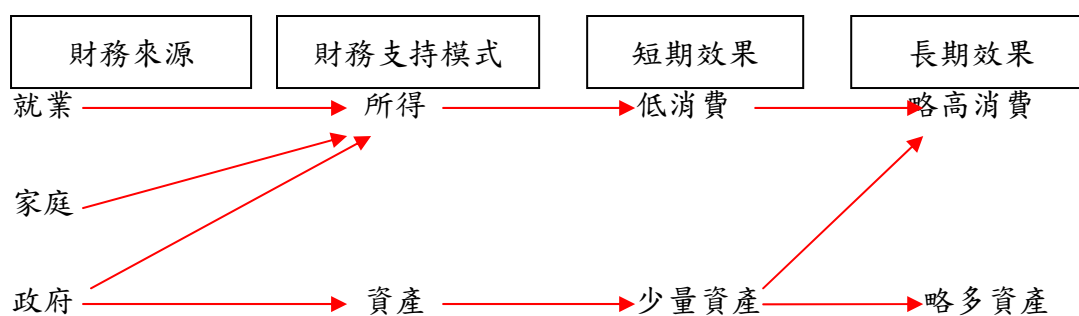 財務來源 財務支持模式 短期效果 長期效果
就業 所得 低消費 略高消費
家庭
政府 資產 少量資產 略多資產